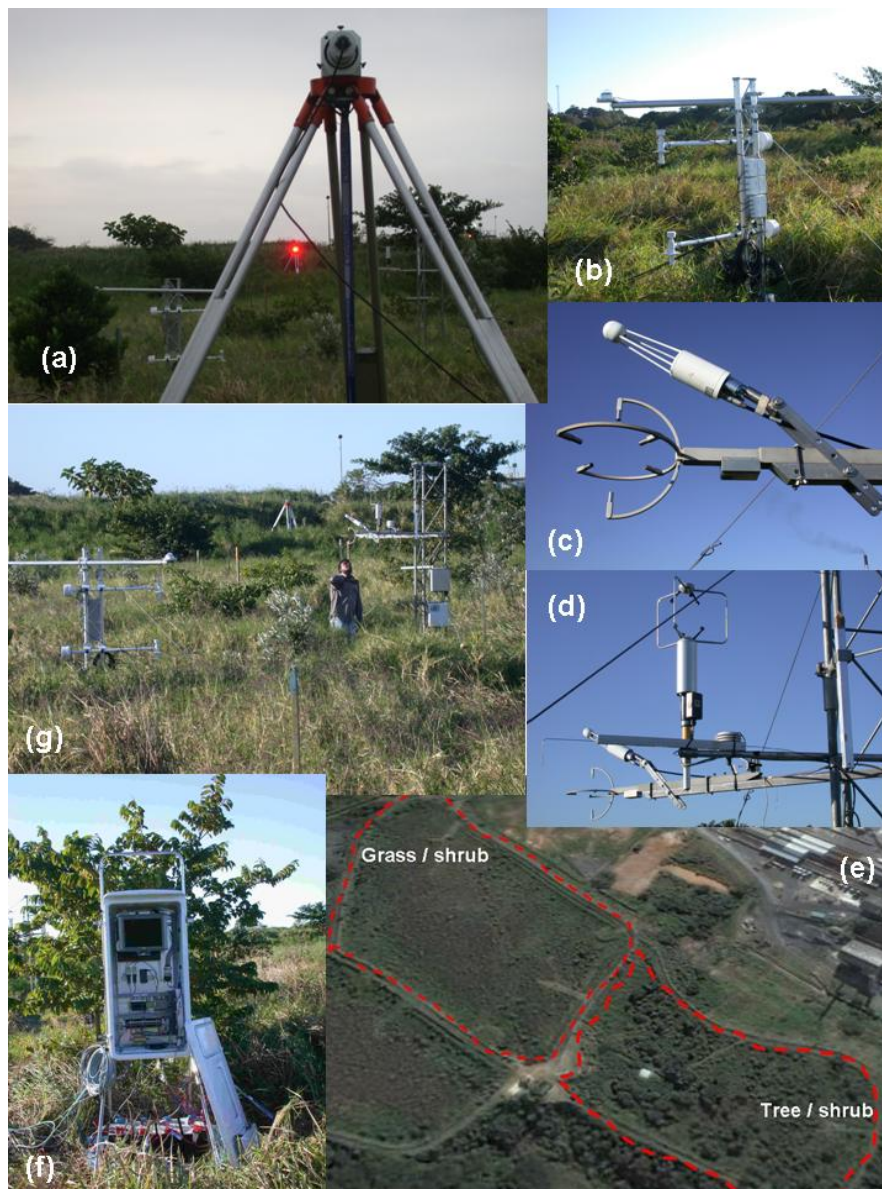 (a)
(b)
(c)
(d)
(g)
Grass / shrub
(e)
Tree / shrub
(f)